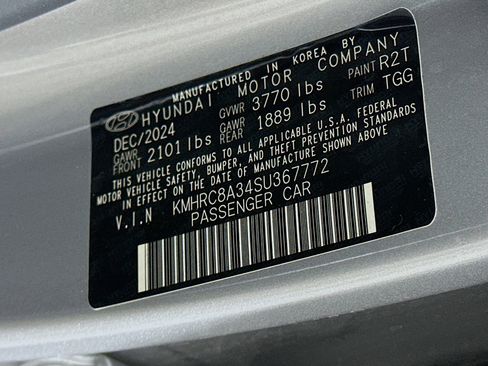 MANUFACTURED IN KOREA BY
HYUNDAI MOTOR COMPANY
DEC/2024 GVWR 3770 lbs PAINT R2T
GAWR FRONT 2101 lbs GAWR REAR 1889 lbs TRIM TGG
THIS VEHICLE CONFORMS TO ALL APPLICABLE U.S.A. FEDERAL
MOTOR VEHICLE SAFETY, BUMPER, AND THEFT PREVENTION STANDARDS
IN EFFECT ON THE DATE OF MANUFACTURE SHOWN ABOVE
V.I.N KMHRC8A34SU367772
PASSENGER CAR